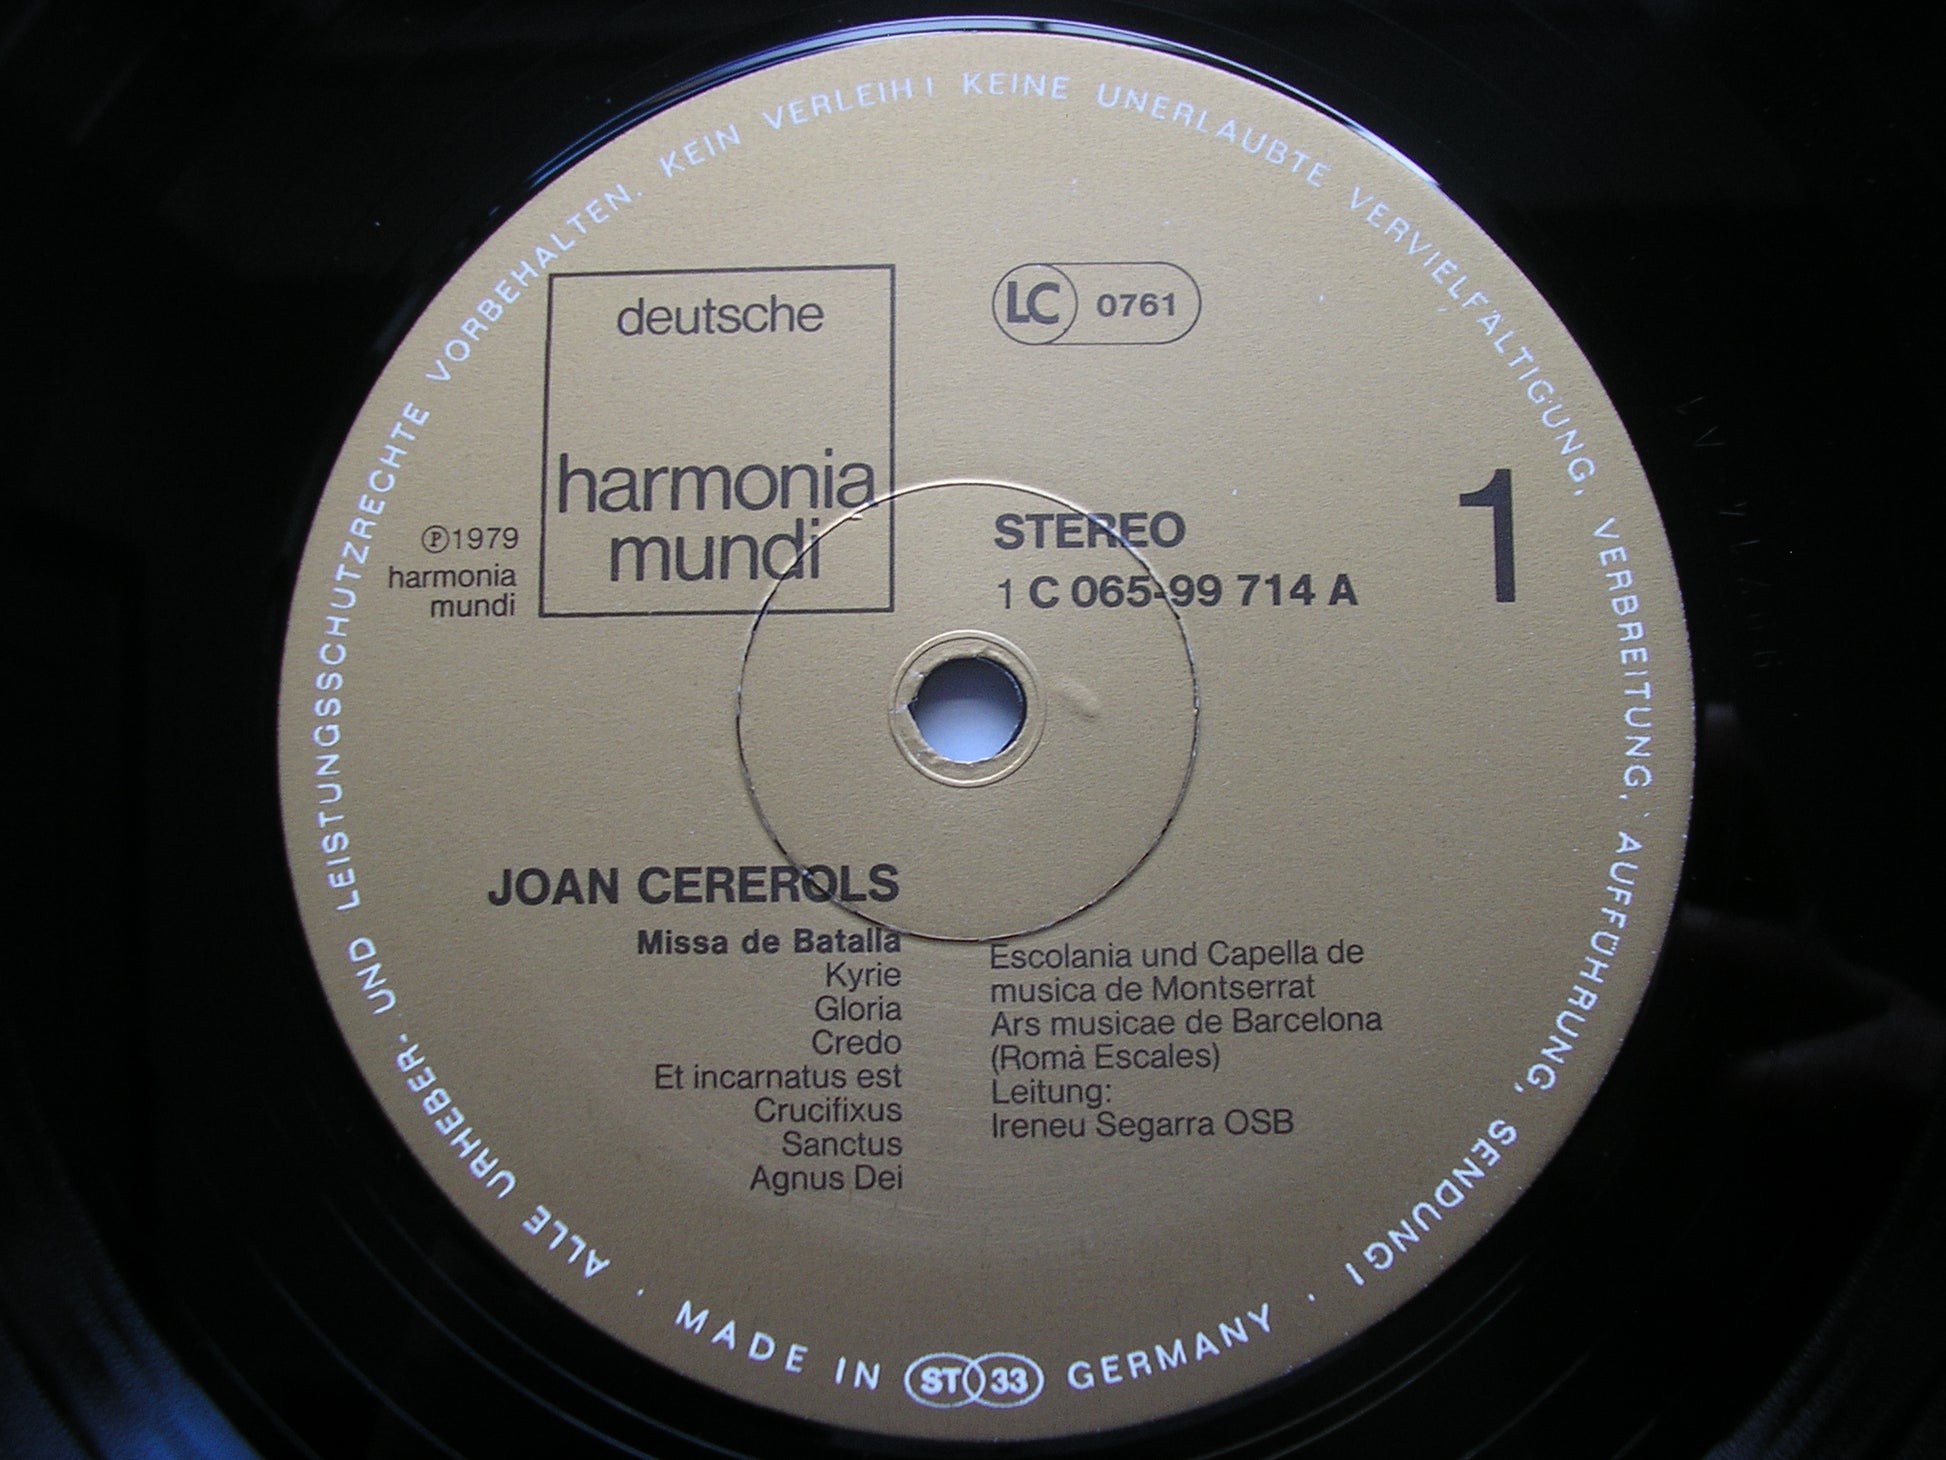 ALLE URHEBER- UND LEISTUNGSSCHUTZRECHTE VORBEHALTEN. KEIN VERLEIH! KEINE UNERLAUBTE VERVIELFÄLTIGUNG, VERBREITUNG, AUFFÜHRUNG, SENDUNG!
deutsche
harmonia
mundi
LC 0761
℗1979
harmonia
mundi
STEREO
1 C 065-99 714 A
1
JOAN CEREROLS
Missa de Batalla
Kyrie
Gloria
Credo
Et incarnatus est
Crucifixus
Sanctus
Agnus Dei
Escolania und Capella de
musica de Montserrat
Ars musicae de Barcelona
(Romà Escales)
Leitung:
Ireneu Segarra OSB
· MADE IN ST 33 GERMANY ·